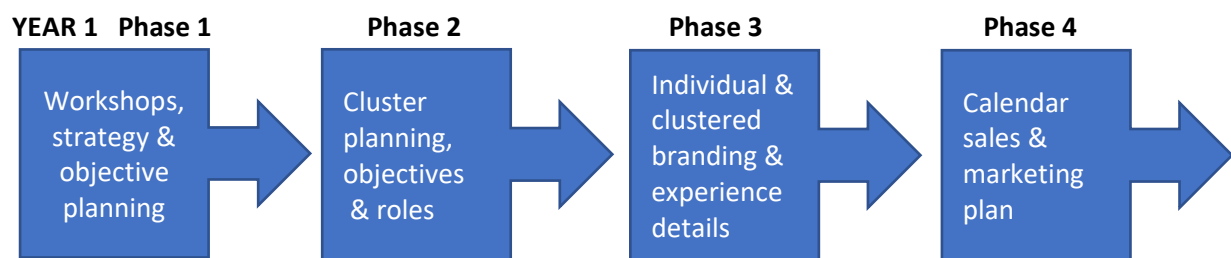 YEAR 1 Phase 1
Workshops,
strategy &
objective
planning
Phase 2
Cluster
planning,
objectives
& roles
Phase 3
Individual &
clustered
branding &
experience
details
Phase 4
Calendar
sales &
marketing
plan